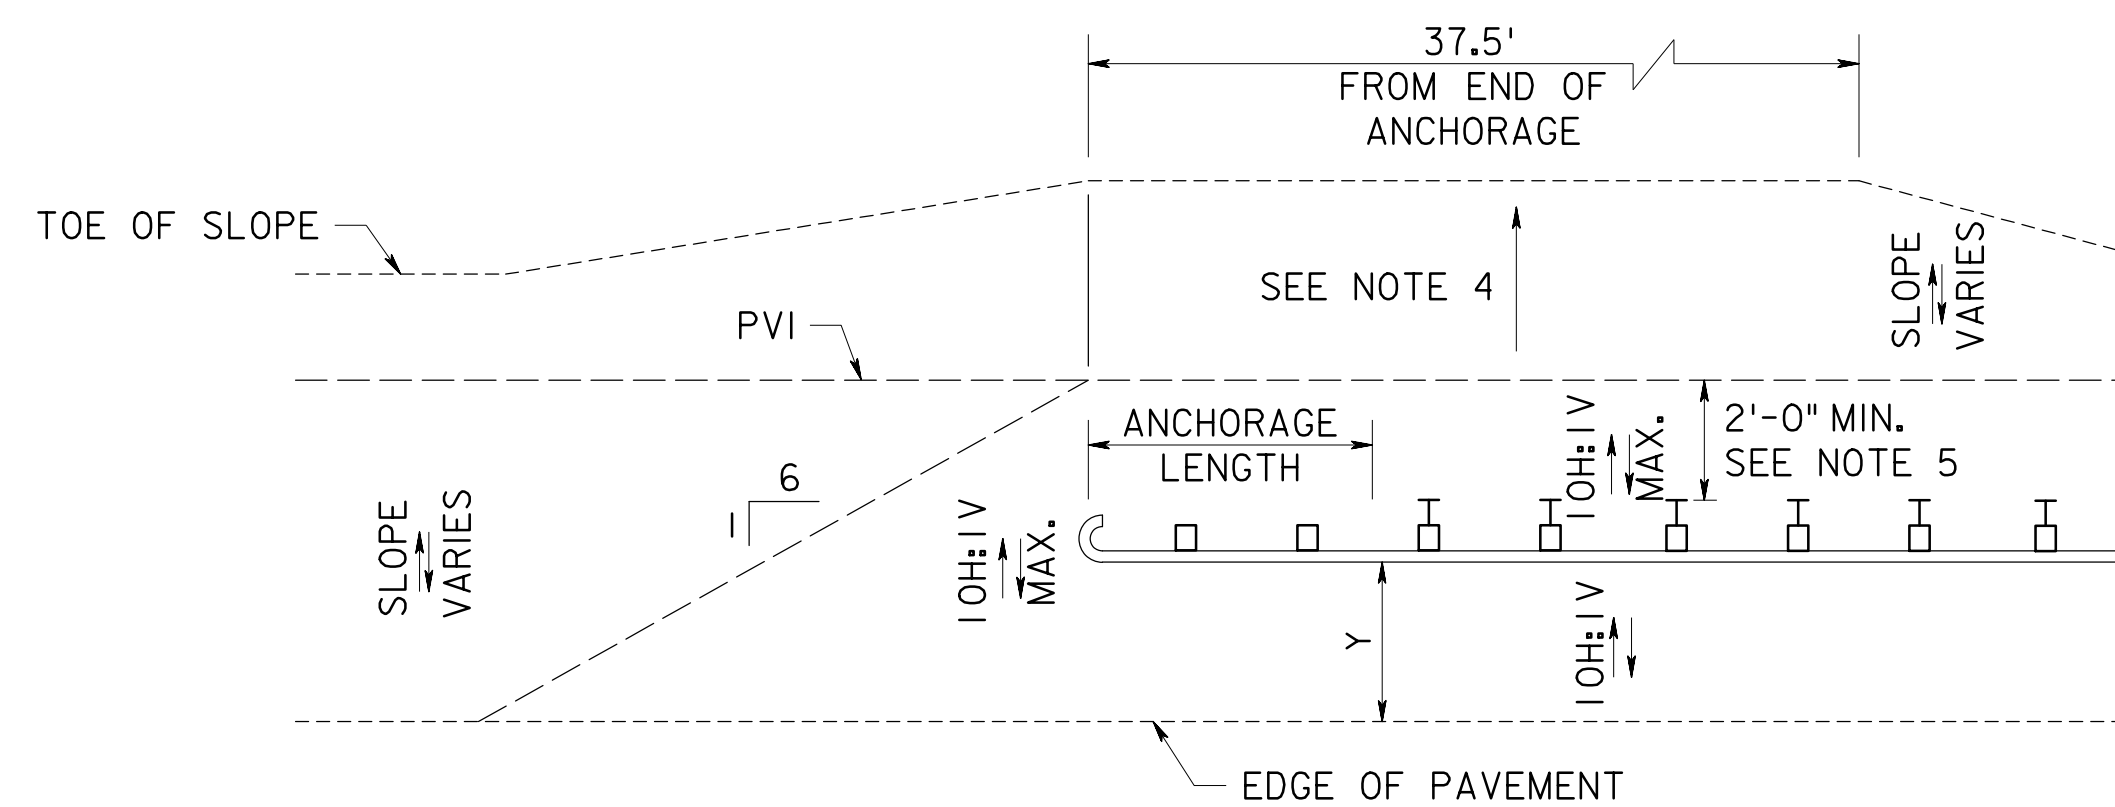 37.5'
FROM END OF
ANCHORAGE
TOE OF SLOPE
SEE NOTE 4
SLOPE
VARIES
PVI
ANCHORAGE
LENGTH
10H:1V
MAX.
2'-0" MIN.
SEE NOTE 5
6
1
SLOPE
VARIES
10H:1V
MAX.
Y
10H:1V
EDGE OF PAVEMENT